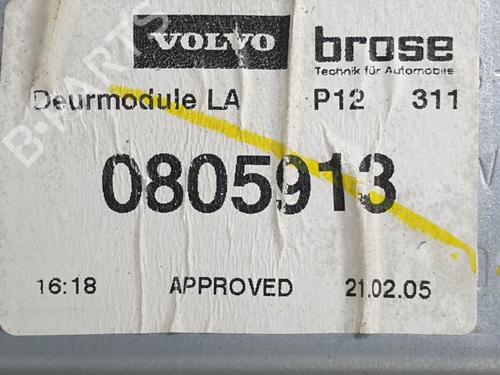 VOLVO brose
Technik für Automobile
Deurmodule LA P12 311
0805913
16:18 APPROVED 21.02.05
B-PARTS